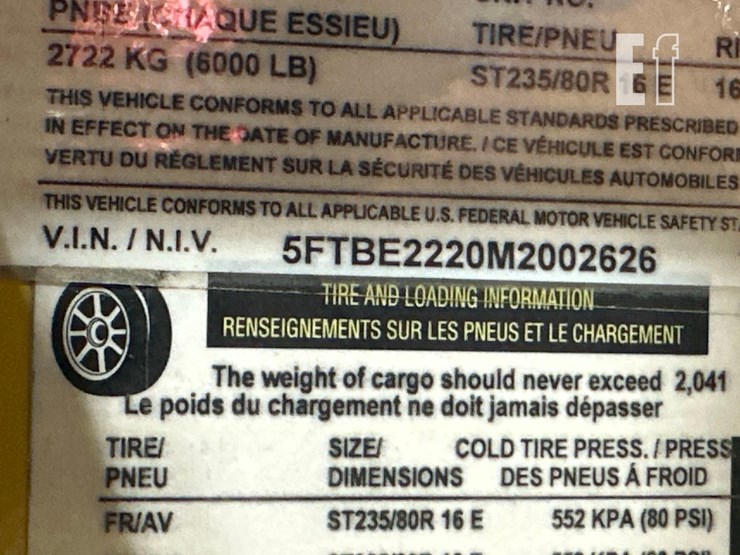 PNBE (CHAQUE ESSIEU) TIRE/PNEU RI
2722 KG (6000 LB) ST235/80R 16 E 16
Ef
THIS VEHICLE CONFORMS TO ALL APPLICABLE STANDARDS PRESCRIBED
IN EFFECT ON THE DATE OF MANUFACTURE. / CE VÉHICULE EST CONFOR
VERTU DU RÉGLEMENT SUR LA SÉCURITÉ DES VÉHICULES AUTOMOBILES
THIS VEHICLE CONFORMS TO ALL APPLICABLE U.S. FEDERAL MOTOR VEHICLE SAFETY ST
V.I.N. / N.I.V. 5FTBE2220M2002626
TIRE AND LOADING INFORMATION
RENSEIGNEMENTS SUR LES PNEUS ET LE CHARGEMENT
The weight of cargo should never exceed 2,041
Le poids du chargement ne doit jamais dépasser
TIRE/ SIZE/ COLD TIRE PRESS. / PRESS
PNEU DIMENSIONS DES PNEUS Á FROID
FR/AV ST235/80R 16 E 552 KPA (80 PSI)